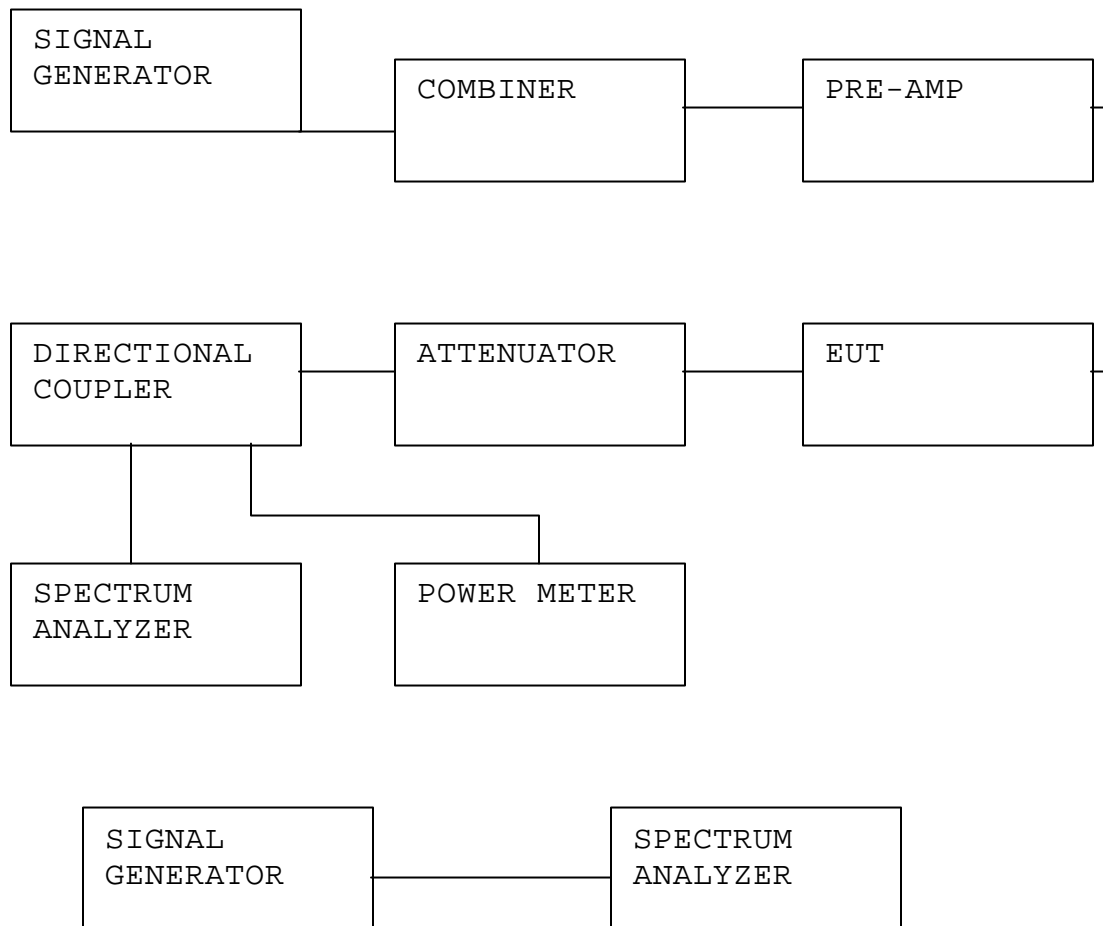 SIGNAL
GENERATOR
COMBINER
PRE-AMP
DIRECTIONAL
COUPLER
ATTENUATOR
EUT
SPECTRUM
ANALYZER
POWER METER
SIGNAL
GENERATOR
SPECTRUM
ANALYZER